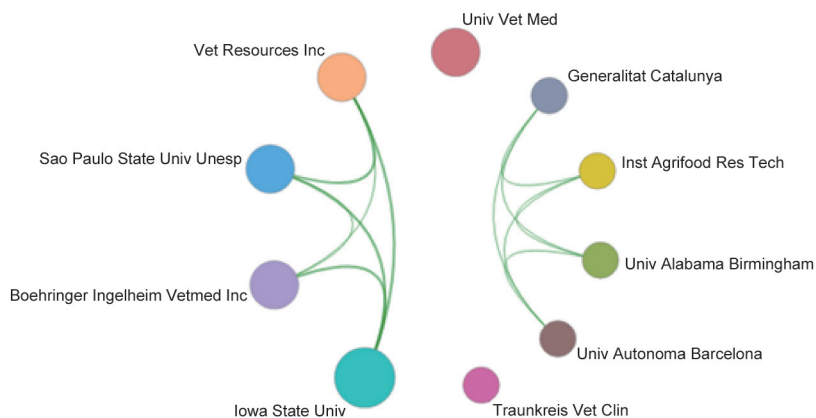 Univ Vet Med
Vet Resources Inc
Generalitat Catalunya
Sao Paulo State Univ Unesp
Inst Agrifood Res Tech
Univ Alabama Birmingham
Boehringer Ingelheim Vetmed Inc
Univ Autonoma Barcelona
Iowa State Univ
Traunkreis Vet Clin